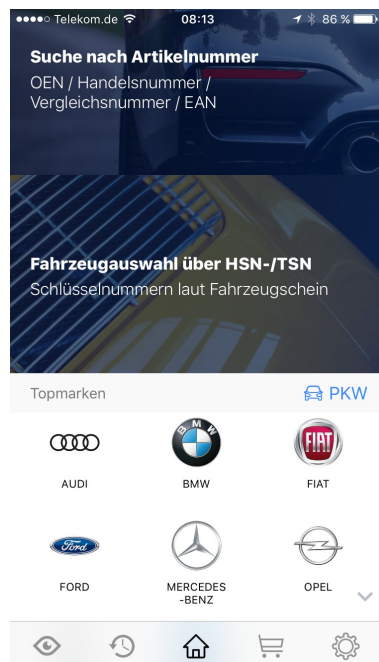 Telekom.de 08:13 86 %
Suche nach Artikelnummer
OEN / Handelsnummer /
Vergleichsnummer / EAN
Fahrzeugauswahl über HSN-/TSN
Schlüsselnummern laut Fahrzeugschein
Topmarken PKW
BMW FIAT
AUDI BMW FIAT
Ford
FORD MERCEDES OPEL
-BENZ